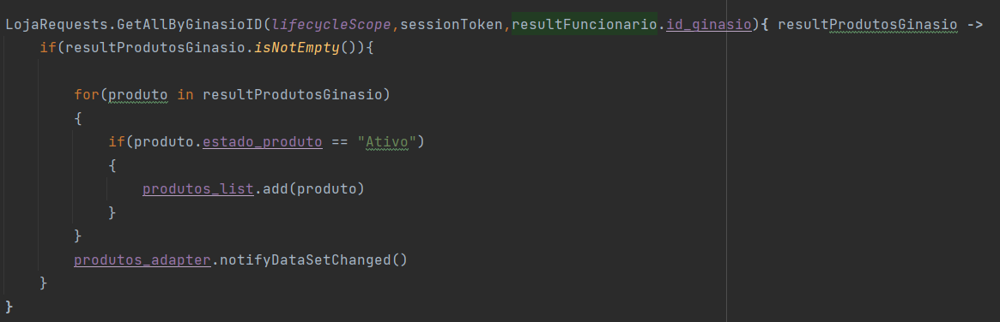 LojaRequests.GetAllByGinasioID(lifecycleScope,sessionToken,resultFuncionario.id_ginasio){ resultProdutosGinasio ->
if(resultProdutosGinasio.isNotEmpty()){
for(produto in resultProdutosGinasio)
{
if(produto.estado_produto == "Ativo")
{
produtos_list.add(produto)
}
}
produtos_adapter.notifyDataSetChanged()
}
}